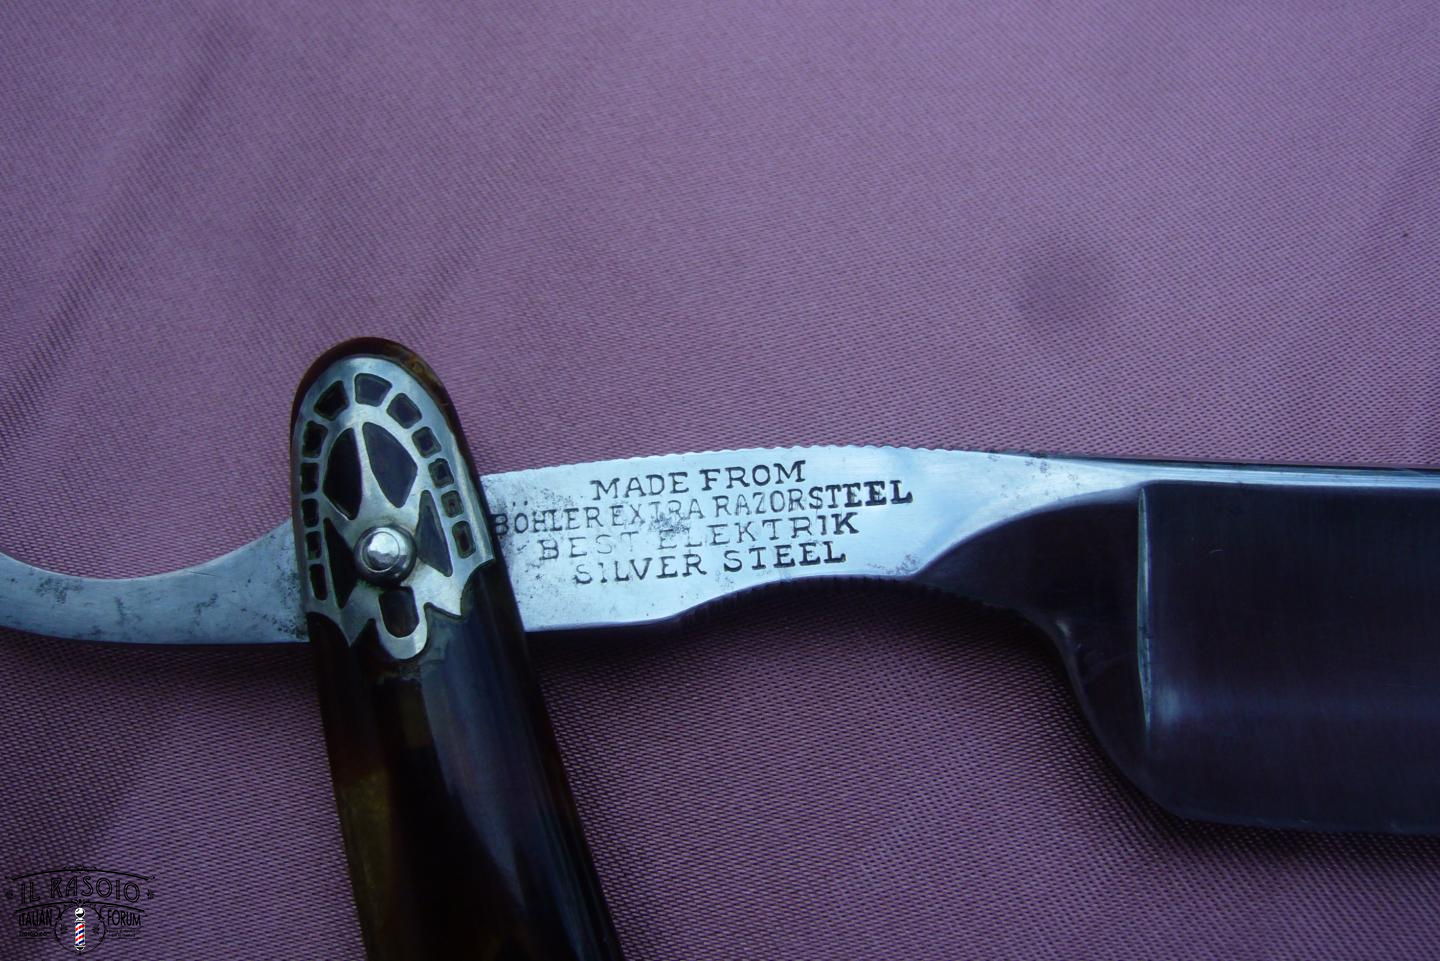 MADE FROM
BÖHLER EXTRA RAZORSTEEL
BEST ELEKTRIK
SILVER STEEL
IL RASOIO
ITALIAN FORUM